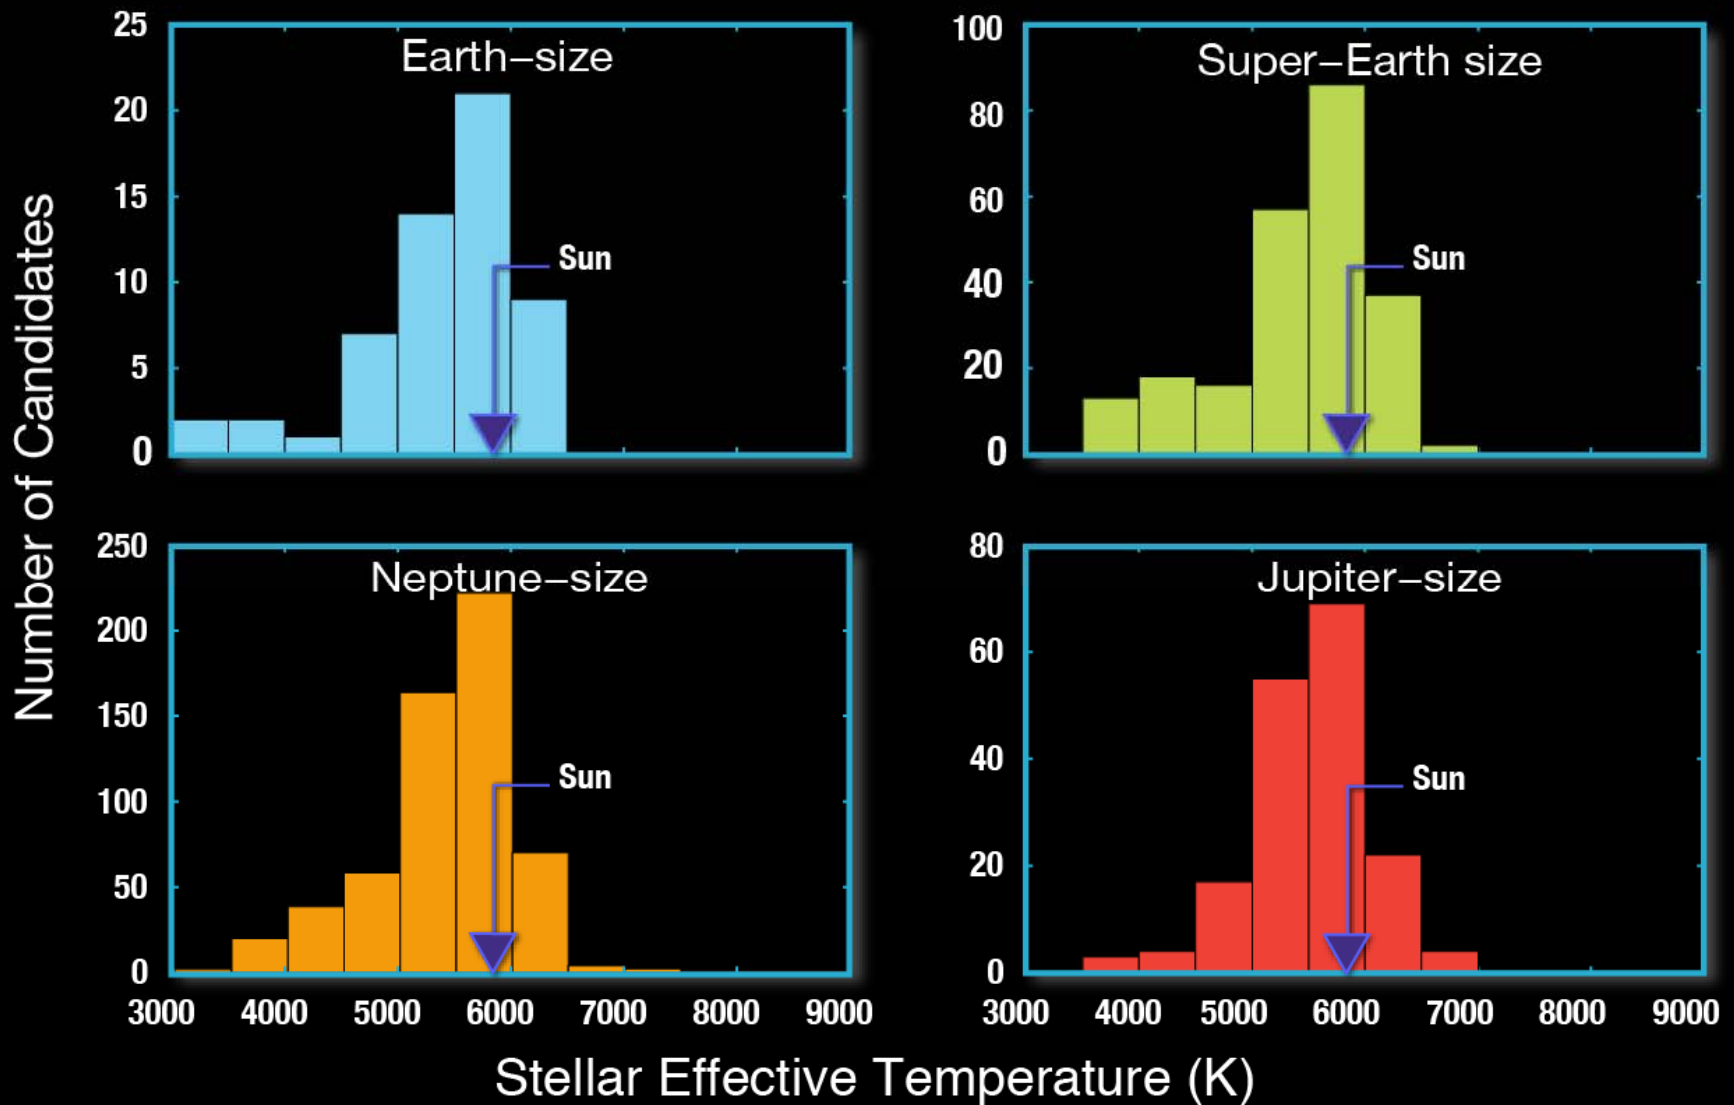 Number of Candidates
Earth–size
25
20
15
10
5
0
Sun
Super–Earth size
100
80
60
40
20
0
Sun
Neptune–size
250
200
150
100
50
0
Sun
3000 4000 5000 6000 7000 8000 9000
Jupiter–size
80
60
40
20
0
Sun
3000 4000 5000 6000 7000 8000 9000
Stellar Effective Temperature (K)